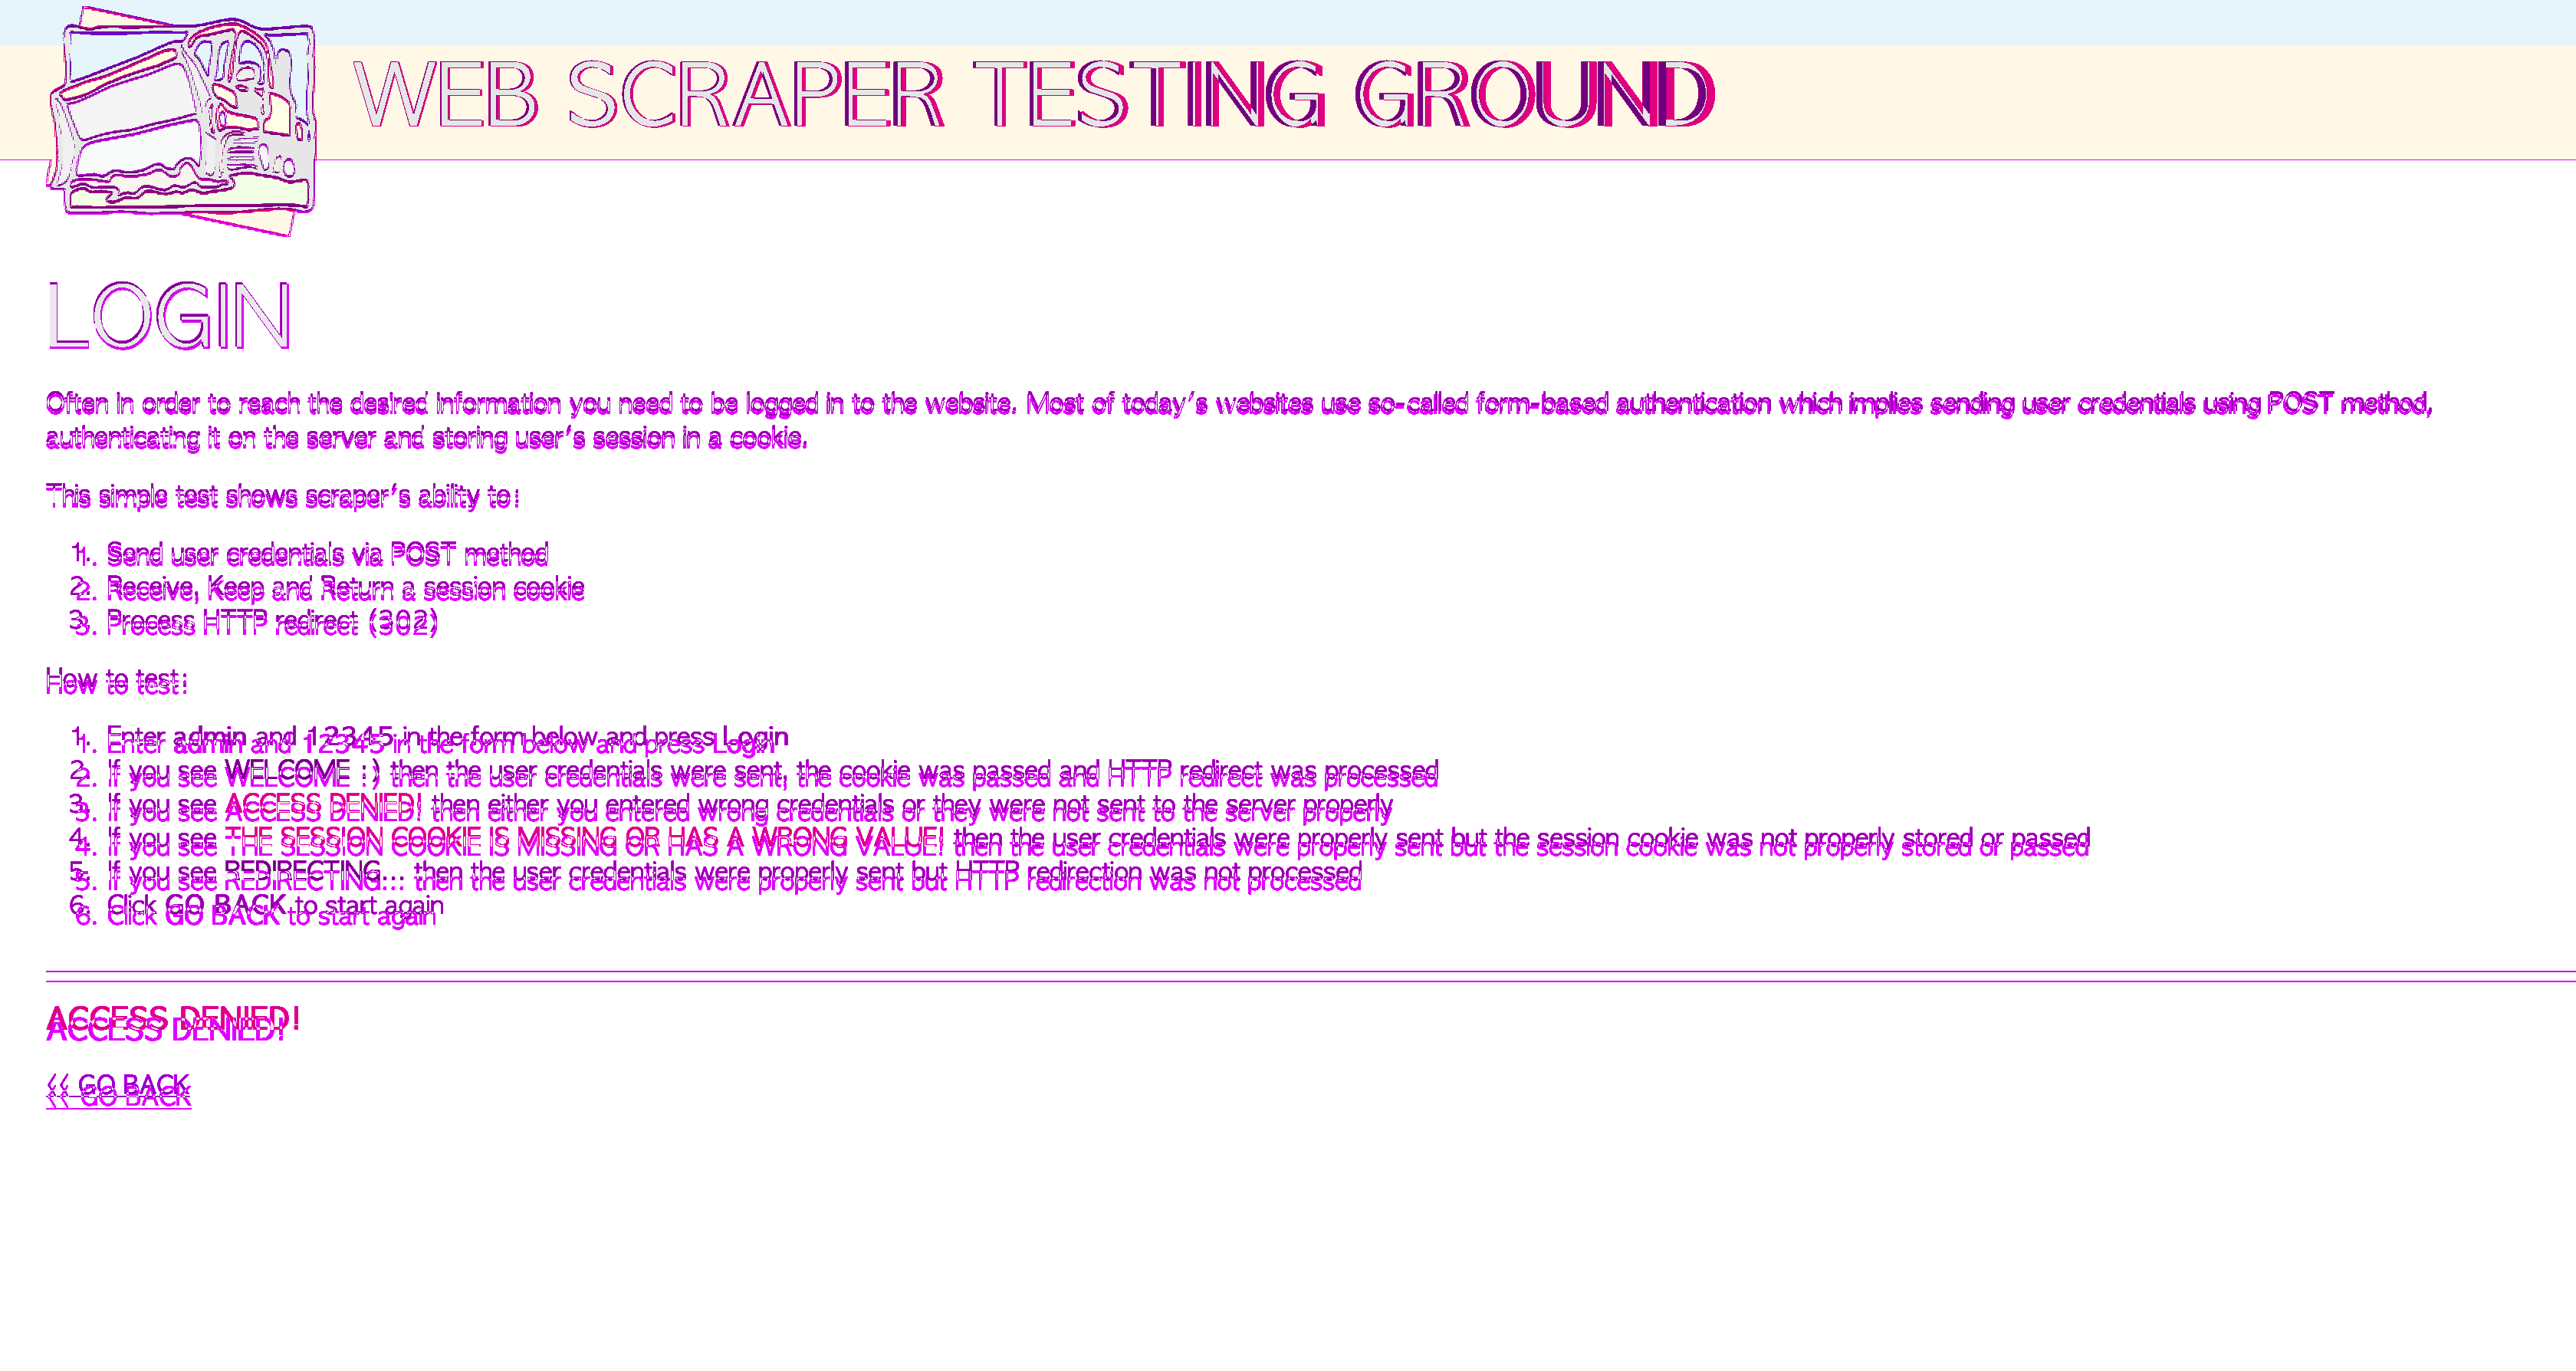 WEB SCRAPER TESTING GROUND
LOGIN
Often in order to reach the desired information you need to be logged in to the website. Most of today's websites use so-called form-based authentication which implies sending user credentials using POST method,
authenticating it on the server and storing user's session in a cookie.
This simple test shows scraper's ability to:
1. Send user credentials via POST method
2. Receive, Keep and Return a session cookie
3. Process HTTP redirect (302)
How to test:
1. Enter admin and 12345 in the form below and press Login
2. If you see WELCOME :) then the user credentials were sent, the cookie was passed and HTTP redirect was processed
3. If you see ACCESS DENIED! then either you entered wrong credentials or they were not sent to the server properly
4. If you see THE SESSION COOKIE IS MISSING OR HAS A WRONG VALUE! then the user credentials were properly sent but the session cookie was not properly stored or passed
5. If you see REDIRECTING... then the user credentials were properly sent but HTTP redirection was not processed
6. Click GO BACK to start again
ACCESS DENIED!
<< GO BACK